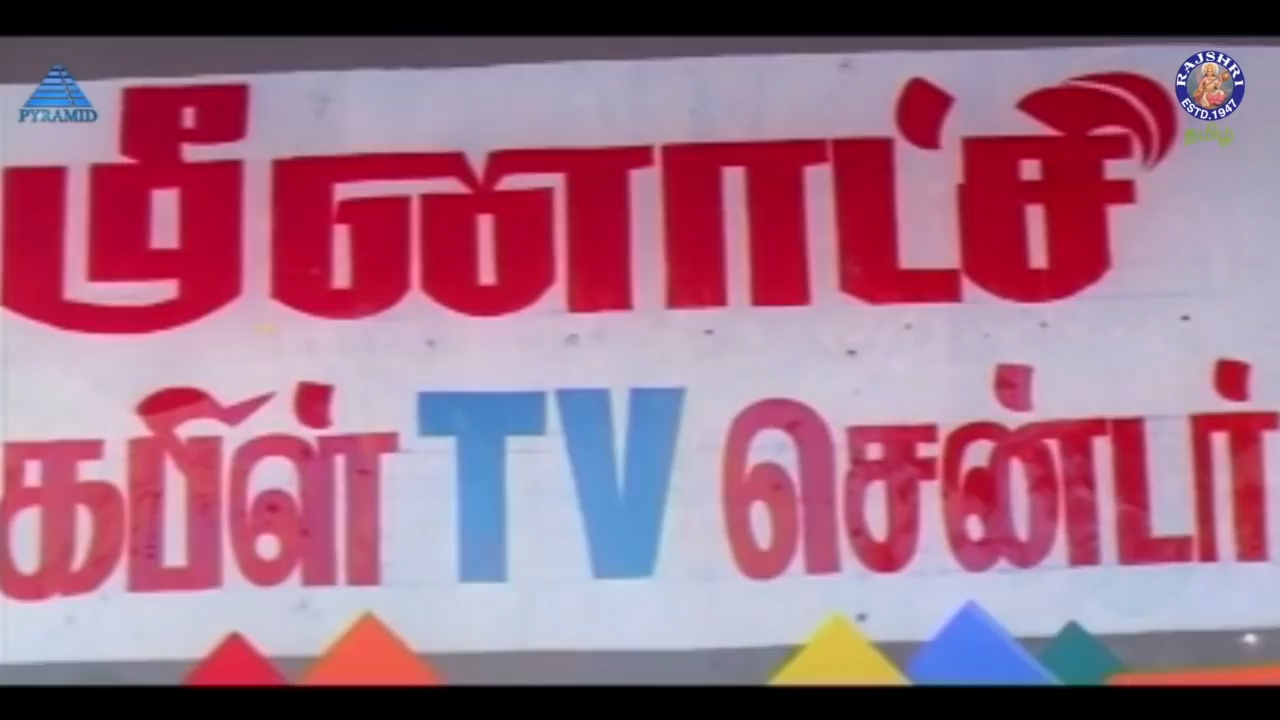 மீனாட்சி
கபிள் TV சென்டர்
PYRAMID
RAJSHRI
ESTD.1947
தமிழ்